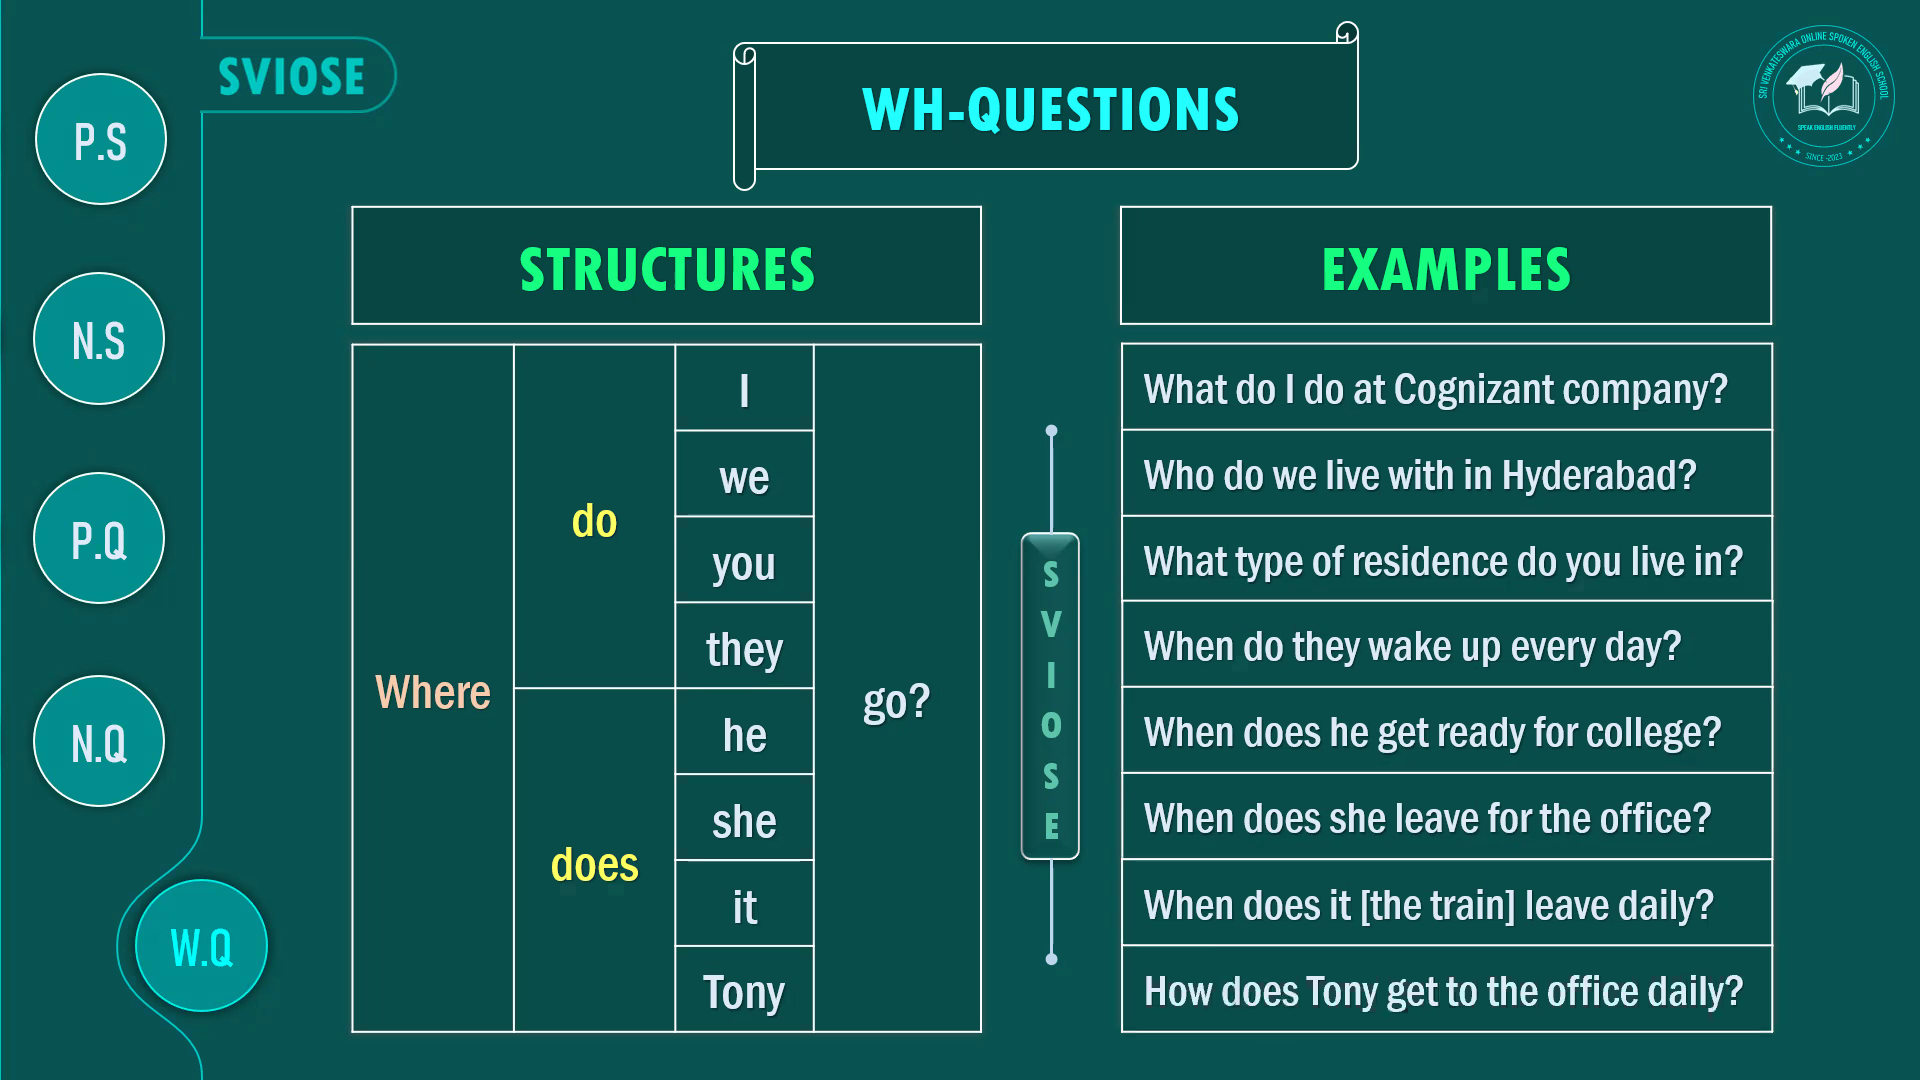 SVIOSE
WH-QUESTIONS
SRI VENKATESWARA ONLINE SPOKEN ENGLISH SCHOOL
SPEAK ENGLISH FLUENTLY
SINCE -2023
P.S
N.S
P.Q
N.Q
W.Q
STRUCTURES
Where
do
does
I
we
you
they
he
she
it
Tony
go?
S
V
I
O
S
E
EXAMPLES
What do I do at Cognizant company?
Who do we live with in Hyderabad?
What type of residence do you live in?
When do they wake up every day?
When does he get ready for college?
When does she leave for the office?
When does it [the train] leave daily?
How does Tony get to the office daily?